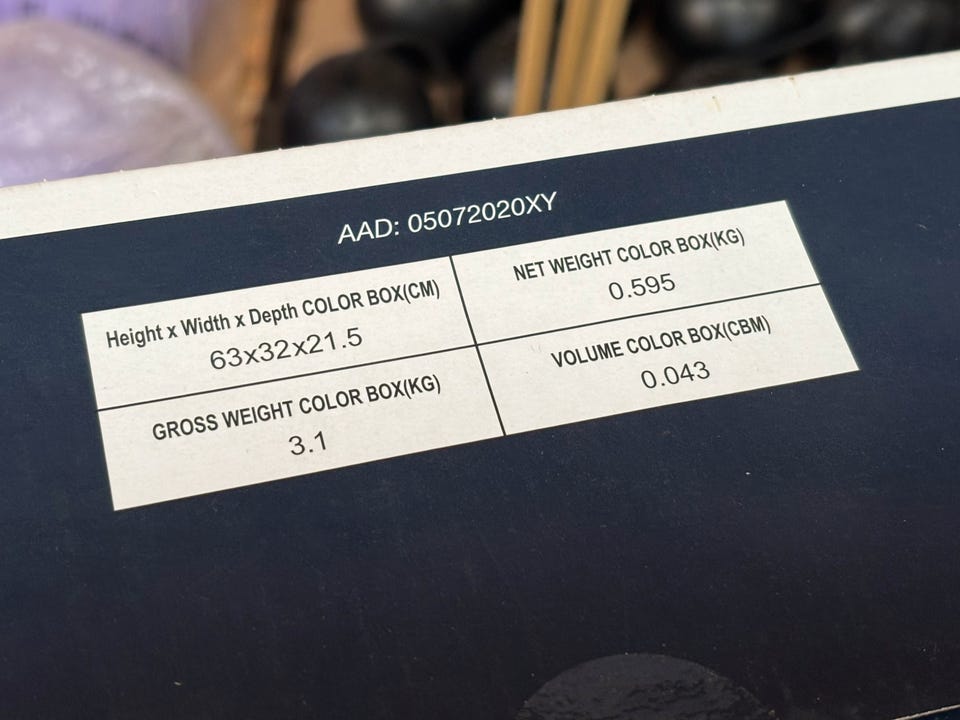 AAD: 05072020XY
Height x Width x Depth COLOR BOX(CM)
63x32x21.5
NET WEIGHT COLOR BOX(KG)
0.595
GROSS WEIGHT COLOR BOX(KG)
3.1
VOLUME COLOR BOX(CBM)
0.043